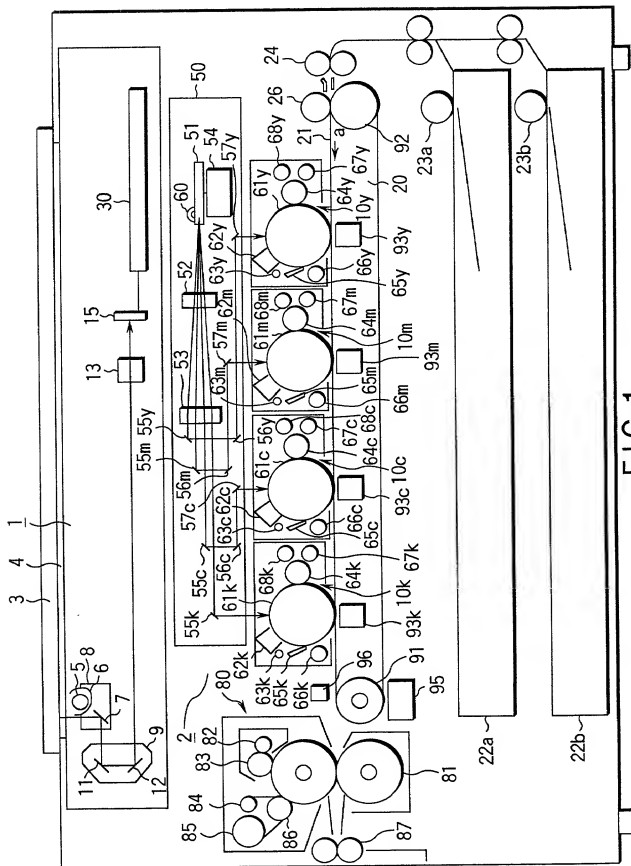 3
4
1
5
8
6
7
9
11
12
13
15
30
50
53
52
60
51
54
57y
55y
55m
56m
57m
57c
55c
56c
55k
61k
62k
63k
65k
66k
68k
64k
67k
10k
93k
61c
62c
63c
65c
66c
56y
68c
67c
64c
10c
93c
61m
62m
63m
65m
66m
68m
67m
64m
10m
93m
61y
62y
63y
65y
66y
68y
67y
64y
10y
93y
21
a
26
24
92
20
2
80
82
83
84
85
86
81
87
96
91
95
23a
23b
22a
22b
FIG. 1